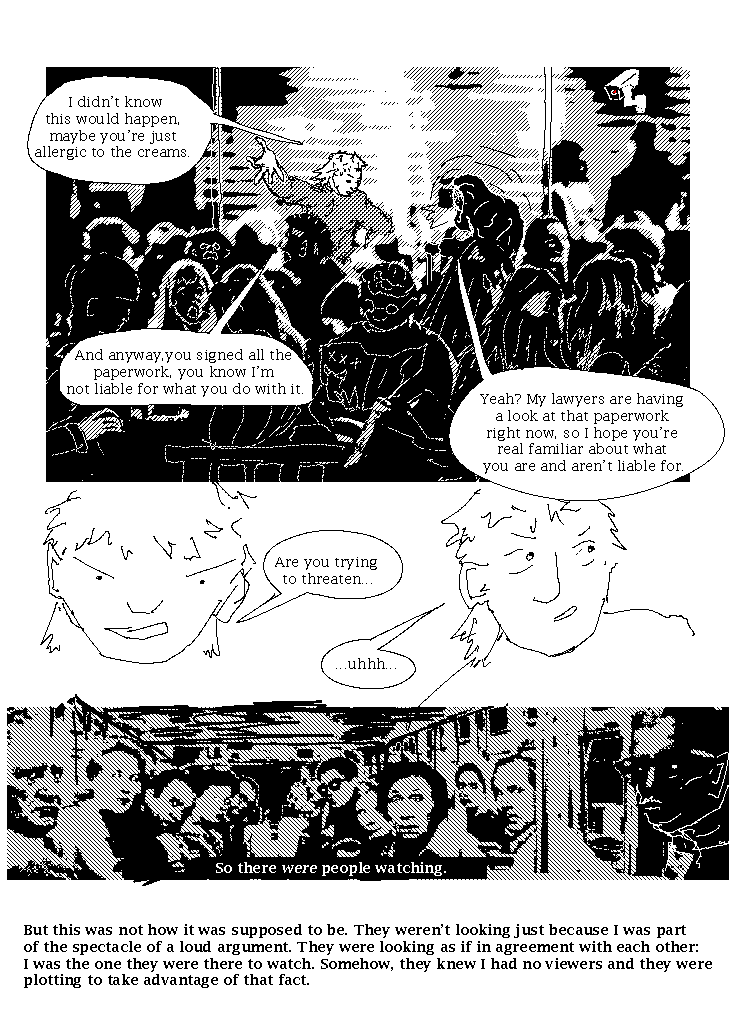 I didn't know
this would happen,
maybe you're just
allergic to the creams.
And anyway,you signed all the
paperwork, you know I'm
not liable for what you do with it.
Yeah? My lawyers are having
a look at that paperwork
right now, so I hope you're
real familiar about what
you are and aren't liable for.
Are you trying
to threaten...
...uhhh...
So there were people watching.
But this was not how it was supposed to be. They weren't looking just because I was part
of the spectacle of a loud argument. They were looking as if in agreement with each other:
I was the one they were there to watch. Somehow, they knew I had no viewers and they were
plotting to take advantage of that fact.